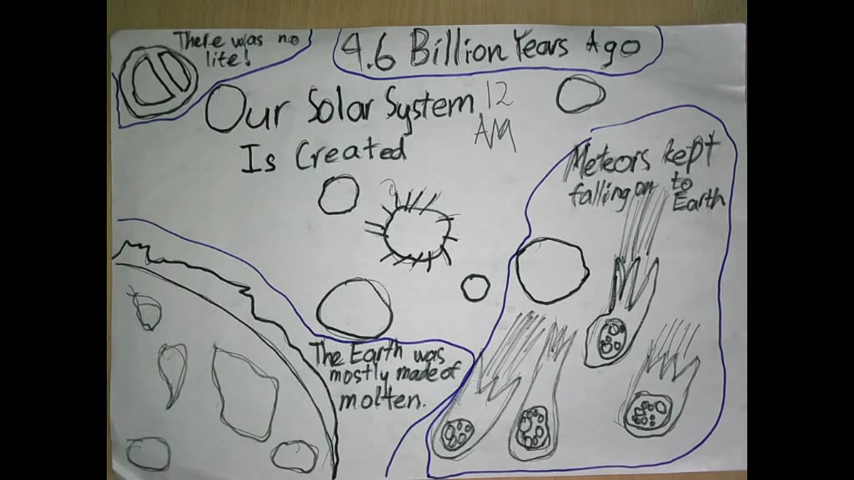 There was no
lite!
4.6 Billion Years Ago
Our Solar System
Is Created
12
AM
Meteors kept
falling on to
Earth
The Earth was
mostly made of
molten.